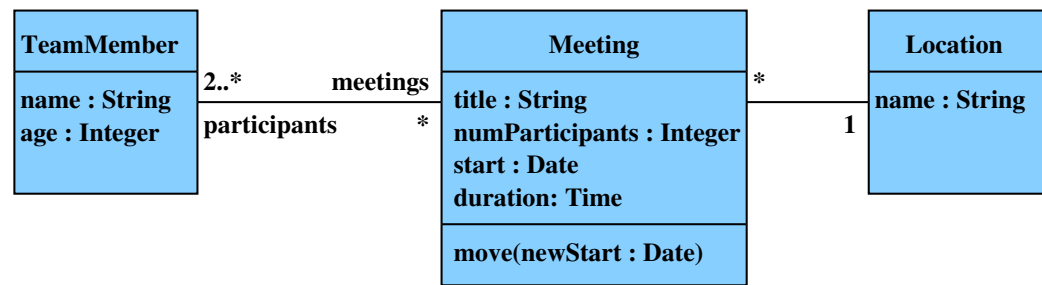 TeamMember
name : String
age : Integer
2..*
participants
meetings
*
Meeting
title : String
numParticipants : Integer
start : Date
duration: Time
move(newStart : Date)
*
1
Location
name : String